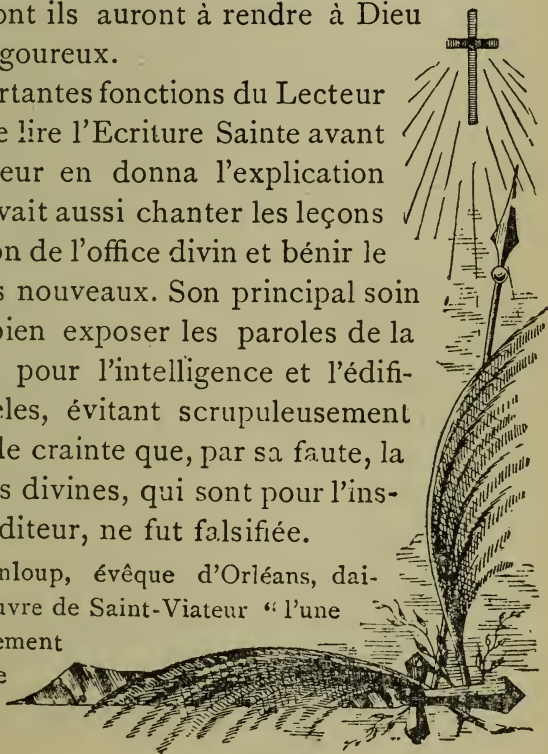 ont ils auront à rendre à Dieu
goureux.
rtantes fonctions du Lecteur
e lire l'Ecriture Sainte avant
eur en donna l'explication
vait aussi chanter les leçons
on de l'office divin et bénir le
s nouveaux. Son principal soin
bien exposer les paroles de la
pour l'intelligence et l'édifi-
èles, évitant scrupuleusement
de crainte que, par sa faute, la
s divines, qui sont pour l'ins-
diteur, ne fut falsifiée.
nloup, évêque d'Orléans, dai-
uvre de Saint-Viateur “ l'une
ement
e